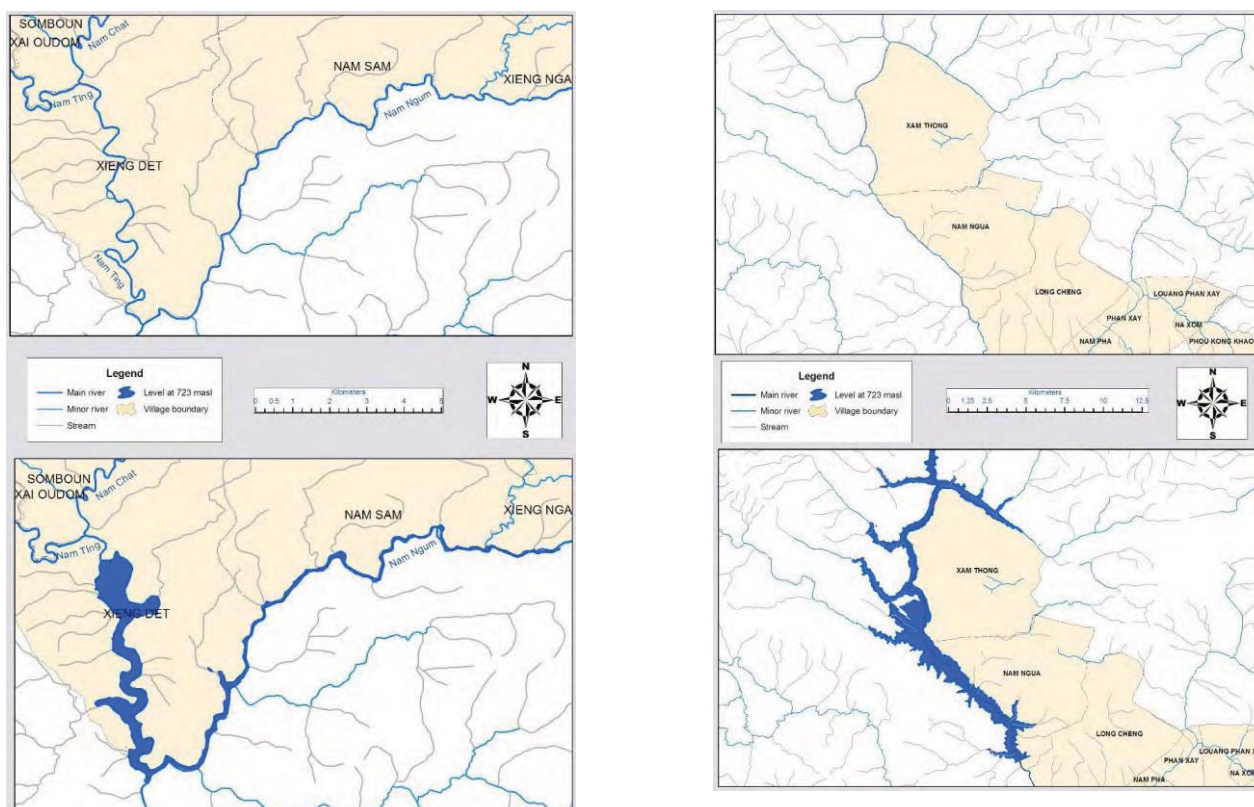 SOMBOUN
XAI OUDOM
Nam Chat
NAM SAM
XIENG NGA
Nam Ting
Nam Ngum
XIENG DET
Nam Ting
Legend
Main river
Level at 723 masl
Minor river
Village boundary
Stream
Kilometers
0 0.5 1 2 3 4 5
N
W E
S
SOMBOUN
XAI OUDOM
Nam Chat
NAM SAM
XIENG NGA
Nam Ting
Nam Ngum
XIENG DET
XAM THONG
NAM NGUA
LONG CHENG
LOUANG PHAN XAY
PHAN XAY
NA XOM
NAM PHA
PHOU KONG KHAO
Legend
Main river
Level at 723 masl
Minor river
Village boundary
Stream
Kilometers
0 1.25 2.5 5 7.5 10 12.5
N
W E
S
XAM THONG
NAM NGUA
LONG CHENG
LOUANG PHAN X
PHAN XAY
NA XOM
NAM PHA